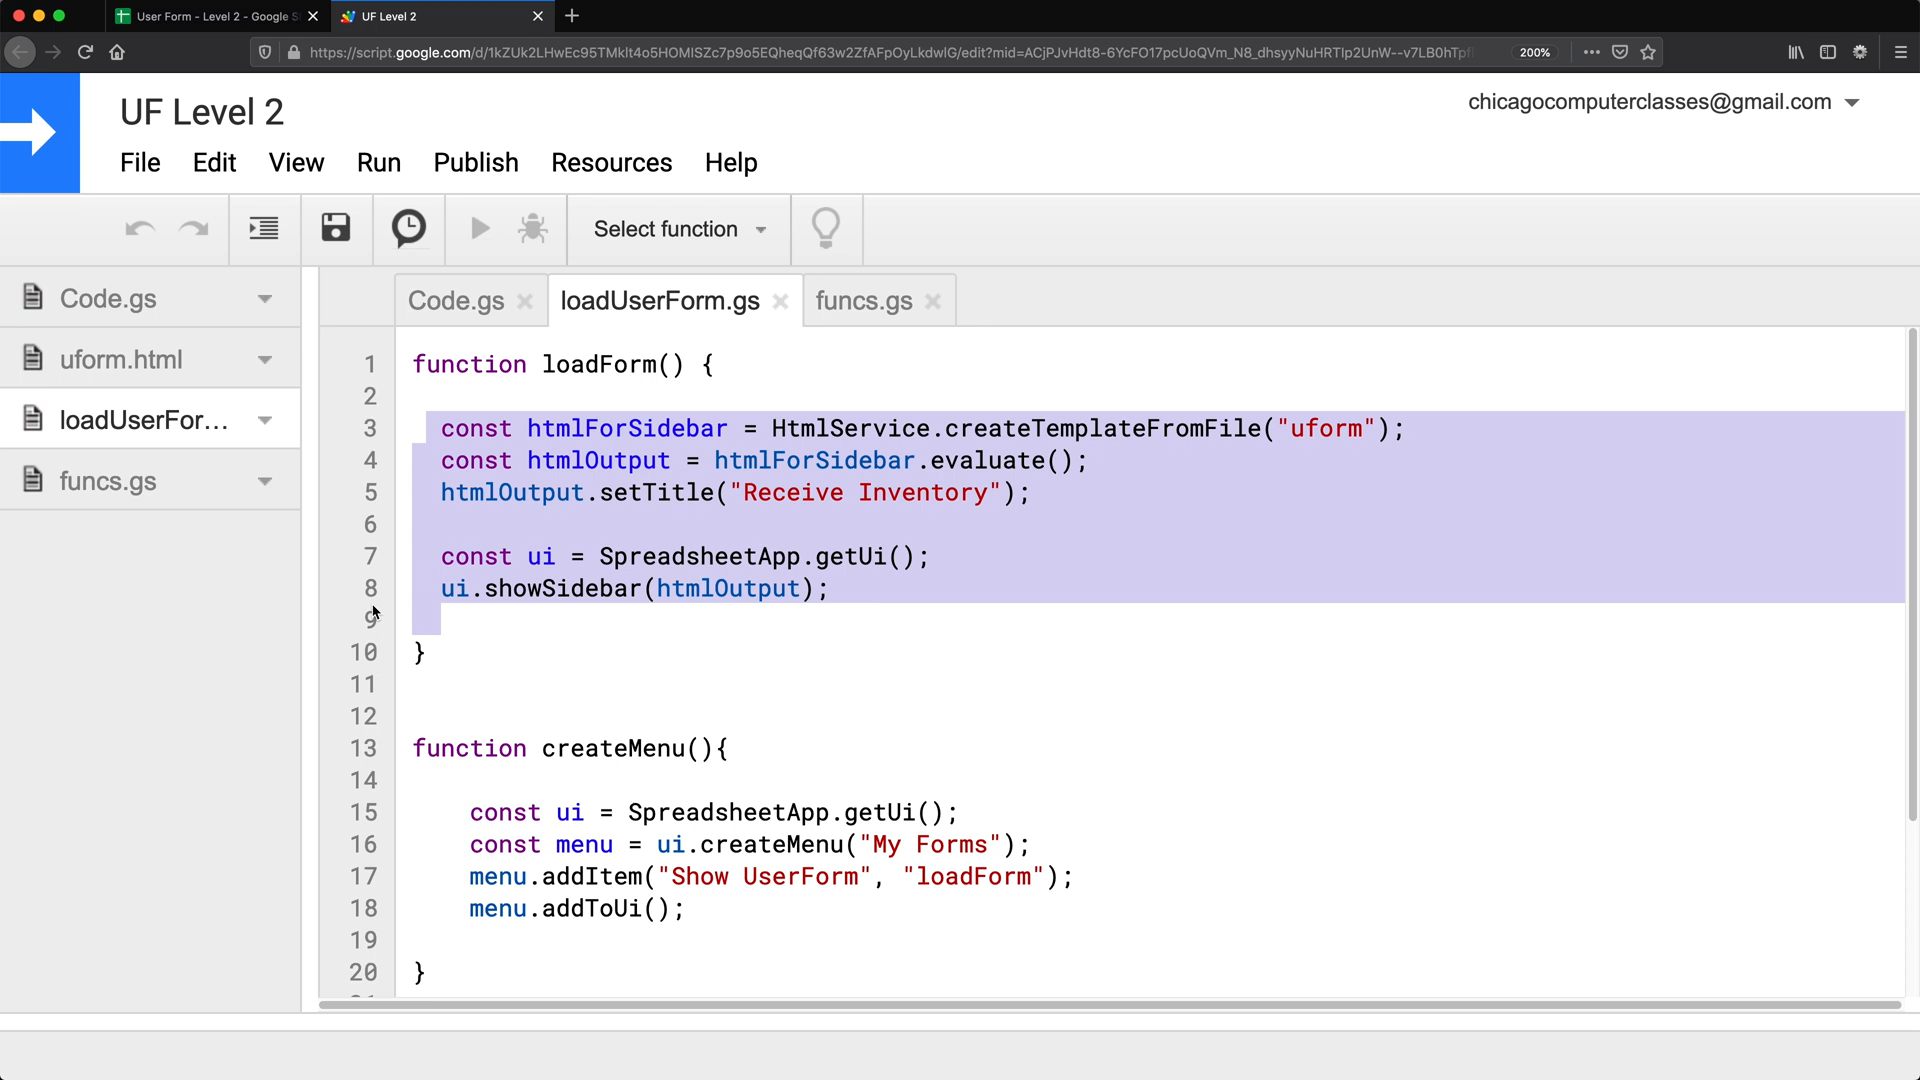 User Form - Level 2 - Google S
UF Level 2
https://script.google.com/d/1kZUk2LHwEc95TMklt4o5HOMISZc7p9o5EQheqQf63w2ZfAFpOyLkdwlG/edit?mid=ACjPJvHdt8-6YcFO17pcUoQVm_N8_dhsyyNuHRTIp2UnW--v7LB0hTpf
200%
UF Level 2
chicagocomputerclasses@gmail.com
File Edit View Run Publish Resources Help
Select function
Code.gs
uform.html
loadUserFor...
funcs.gs
Code.gs loadUserForm.gs funcs.gs
1 function loadForm() {
2
3 const htmlForSidebar = HtmlService.createTemplateFromFile("uform");
4 const htmlOutput = htmlForSidebar.evaluate();
5 htmlOutput.setTitle("Receive Inventory");
6
7 const ui = SpreadsheetApp.getUi();
8 ui.showSidebar(htmlOutput);
9
10 }
11
12
13 function createMenu(){
14
15 const ui = SpreadsheetApp.getUi();
16 const menu = ui.createMenu("My Forms");
17 menu.addItem("Show UserForm", "loadForm");
18 menu.addToUi();
19
20 }